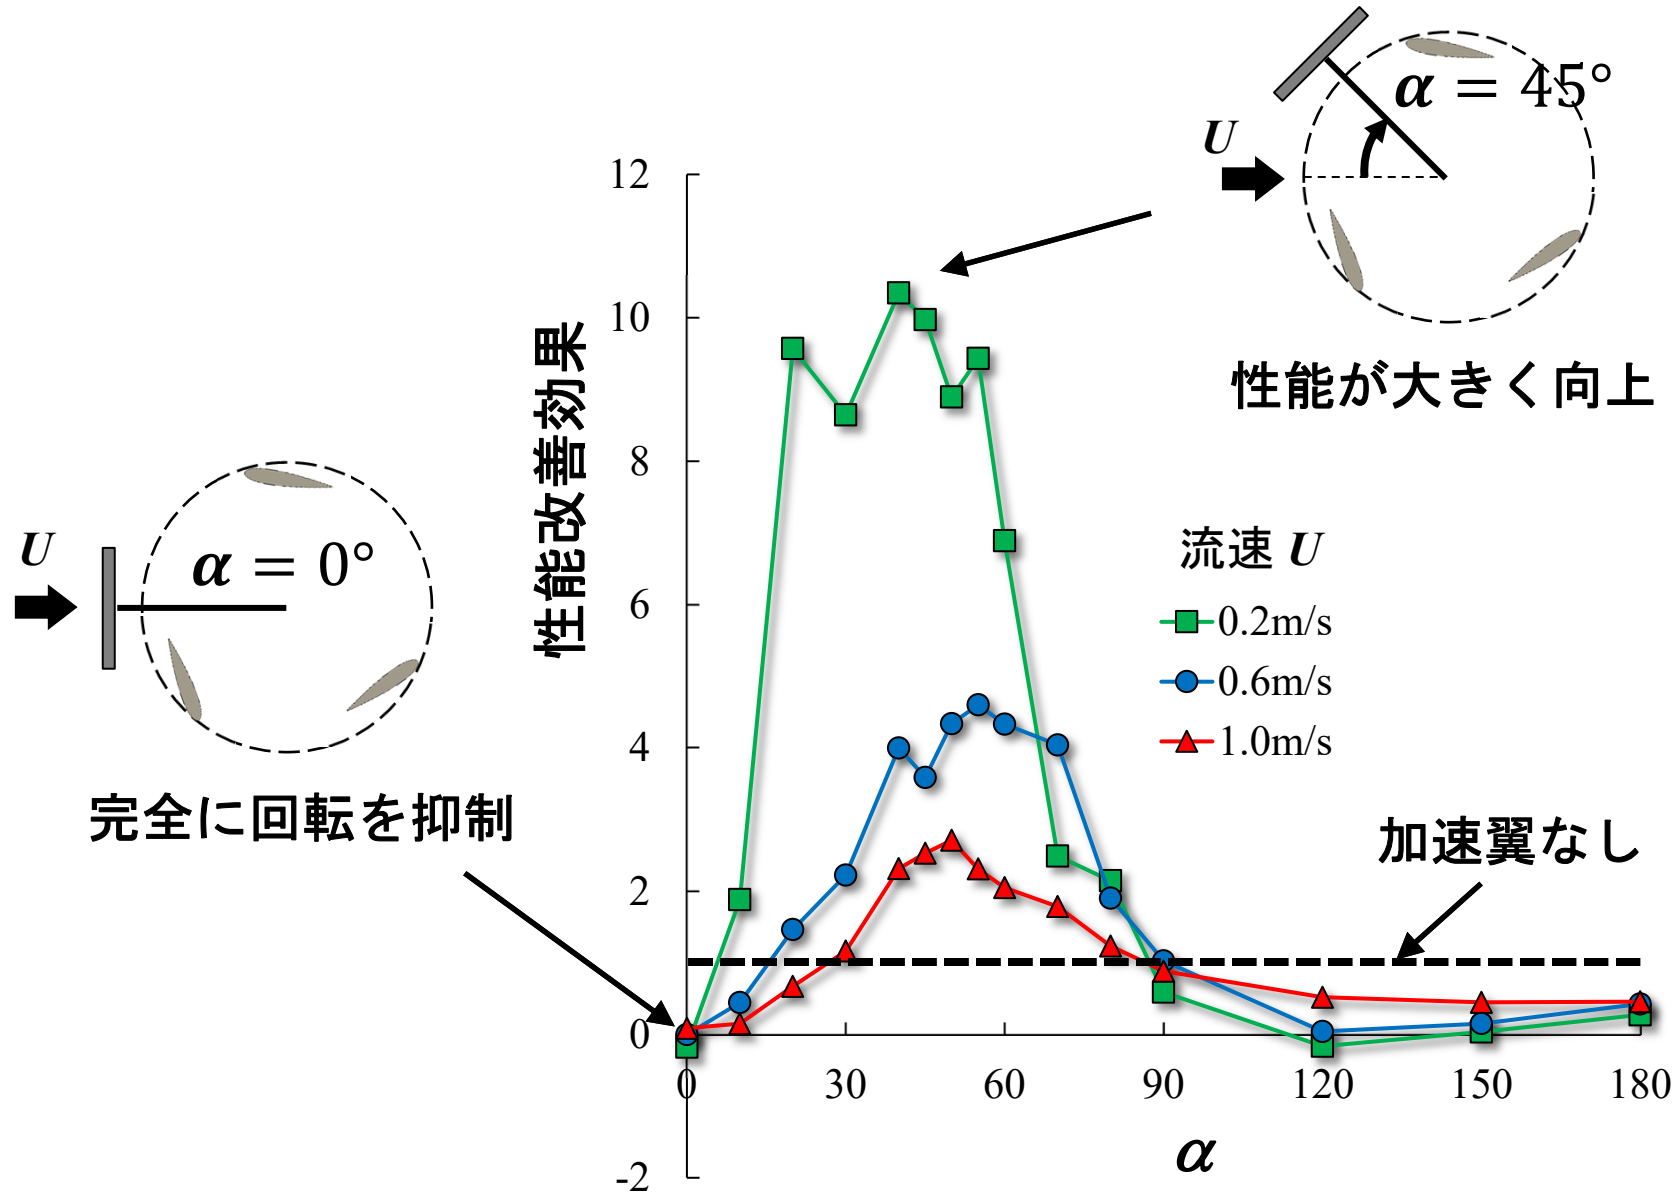 α = 45°
U
性能が大きく向上
U
α = 0°
完全に回転を抑制
性能改善効果
12
10
8
6
4
2
0
-2
0
30
60
90
120
150
180
α
流速 U
0.2m/s
0.6m/s
1.0m/s
加速翼なし